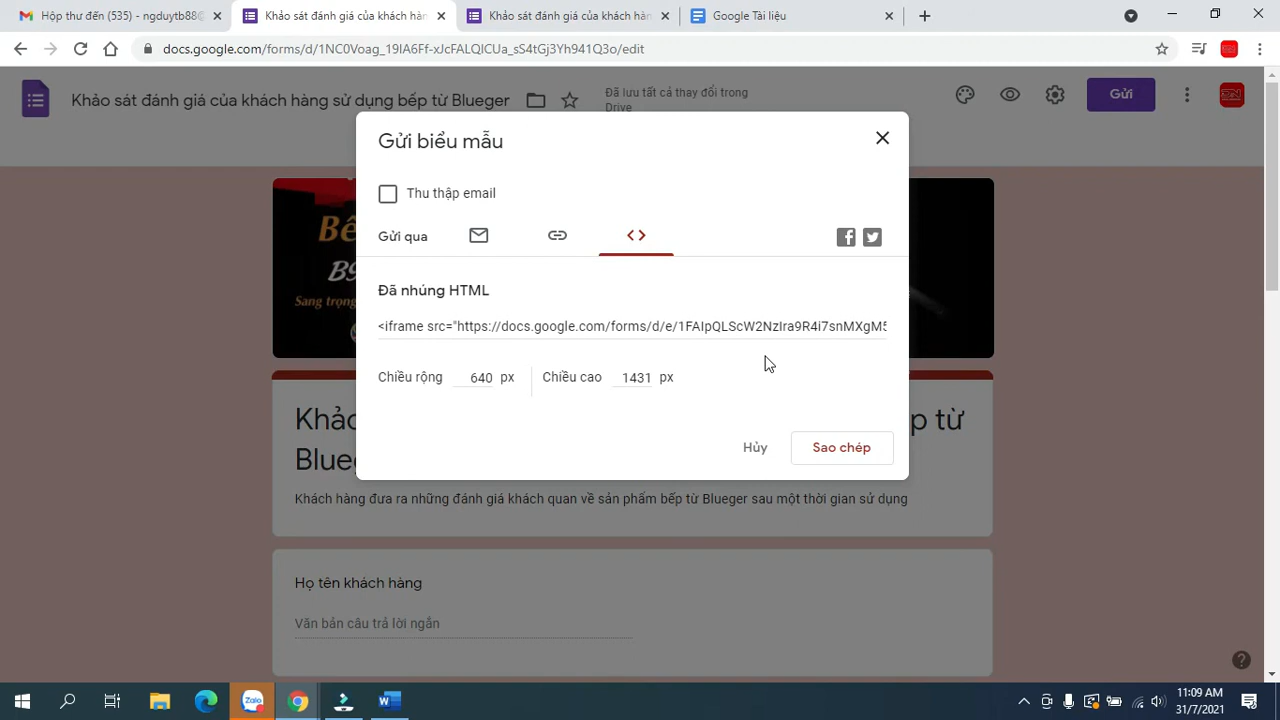 Hộp thư đến (535) - ngduytb88@
Khảo sát đánh giá của khách hàn
Khảo sát đánh giá của khách hàn
Google Tài liệu
docs.google.com/forms/d/1NC0Voag_19IA6Ff-xJcFALQICUa_sS4tGj3Yh941Q3o/edit
Khảo sát đánh giá của khách hàng sử dụng bếp từ Blueger
Đã lưu tất cả thay đổi trong
Drive
Gửi
Gửi biểu mẫu
Thu thập email
Gửi qua
Đã nhúng HTML
<iframe src="https://docs.google.com/forms/d/e/1FAIpQLScW2NzIra9R4i7snMXgM5
Chiều rộng 640 px
Chiều cao 1431 px
Hủy
Sao chép
Bế
B9
Sang trọng
Khảo
p từ
Blueg
Khách hàng đưa ra những đánh giá khách quan về sản phẩm bếp từ Blueger sau một thời gian sử dụng
Họ tên khách hàng
Văn bản câu trả lời ngắn
Zalo
11:09 AM
31/7/2021